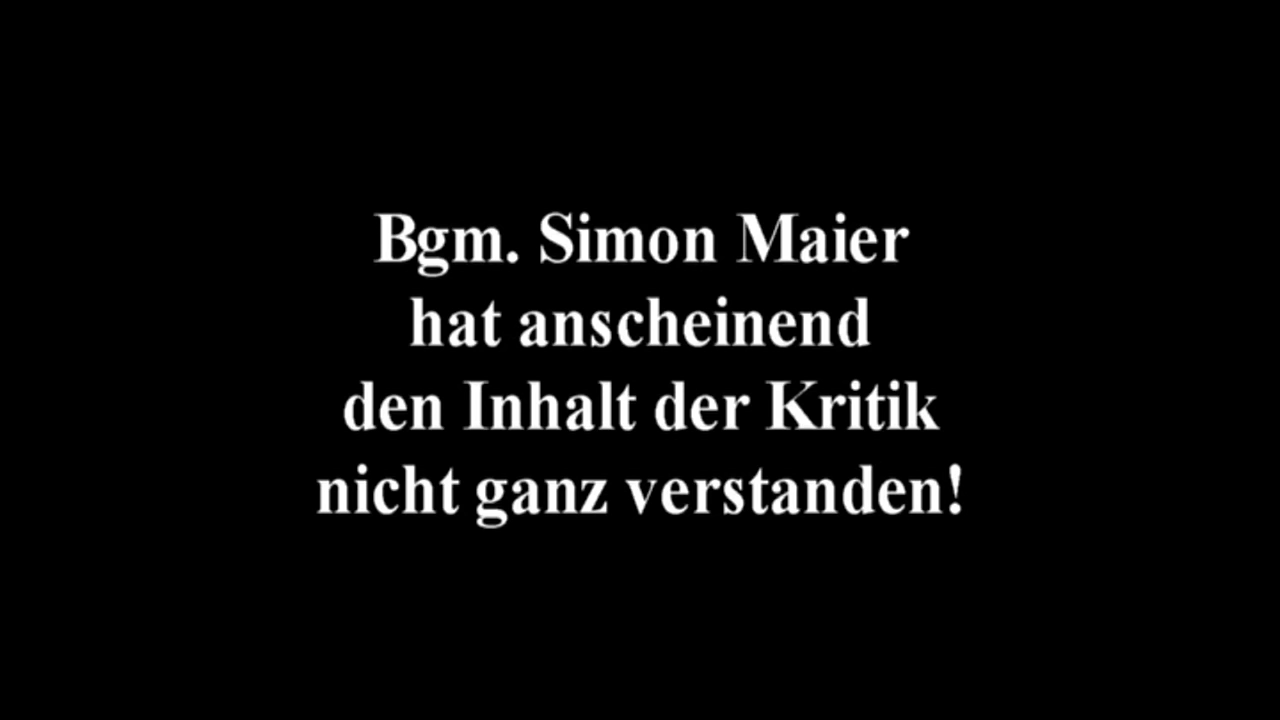 Bgm. Simon Maier
hat anscheinend
den Inhalt der Kritik
nicht ganz verstanden!